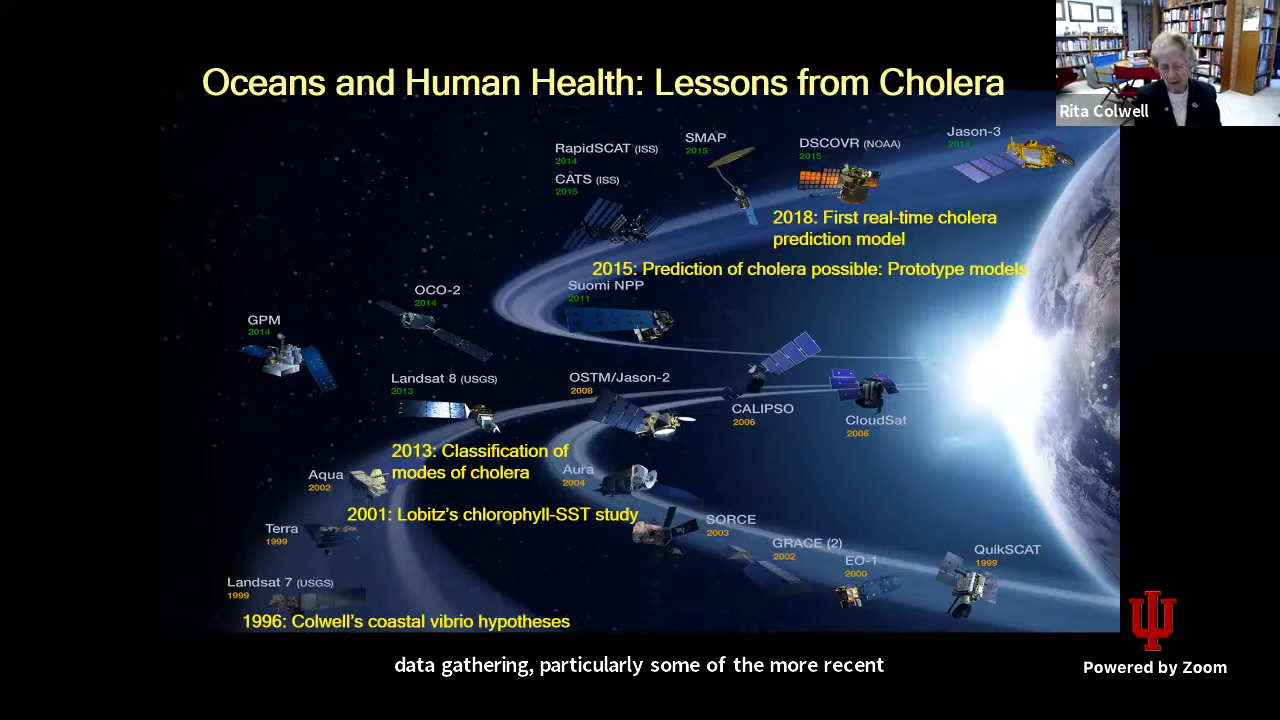 Oceans and Human Health: Lessons from Cholera
Rita Colwell
RapidSCAT (ISS)
2014
CATS (ISS)
2015
SMAP
2015
DSCOVR (NOAA)
2015
Jason-3
2016
2018: First real-time cholera
prediction model
2015: Prediction of cholera possible: Prototype models
Suomi NPP
2011
OCO-2
2014
GPM
2014
Landsat 8 (USGS)
2013
OSTM/Jason-2
2008
CALIPSO
2006
CloudSat
2006
2013: Classification of
modes of cholera
Aqua
2002
Aura
2004
2001: Lobitz's chlorophyll-SST study
Terra
1999
SORCE
2003
GRACE (2)
2002
EO-1
2000
QuikSCAT
1999
Landsat 7 (USGS)
1999
1996: Colwell's coastal vibrio hypotheses
data gathering, particularly some of the more recent
Powered by Zoom